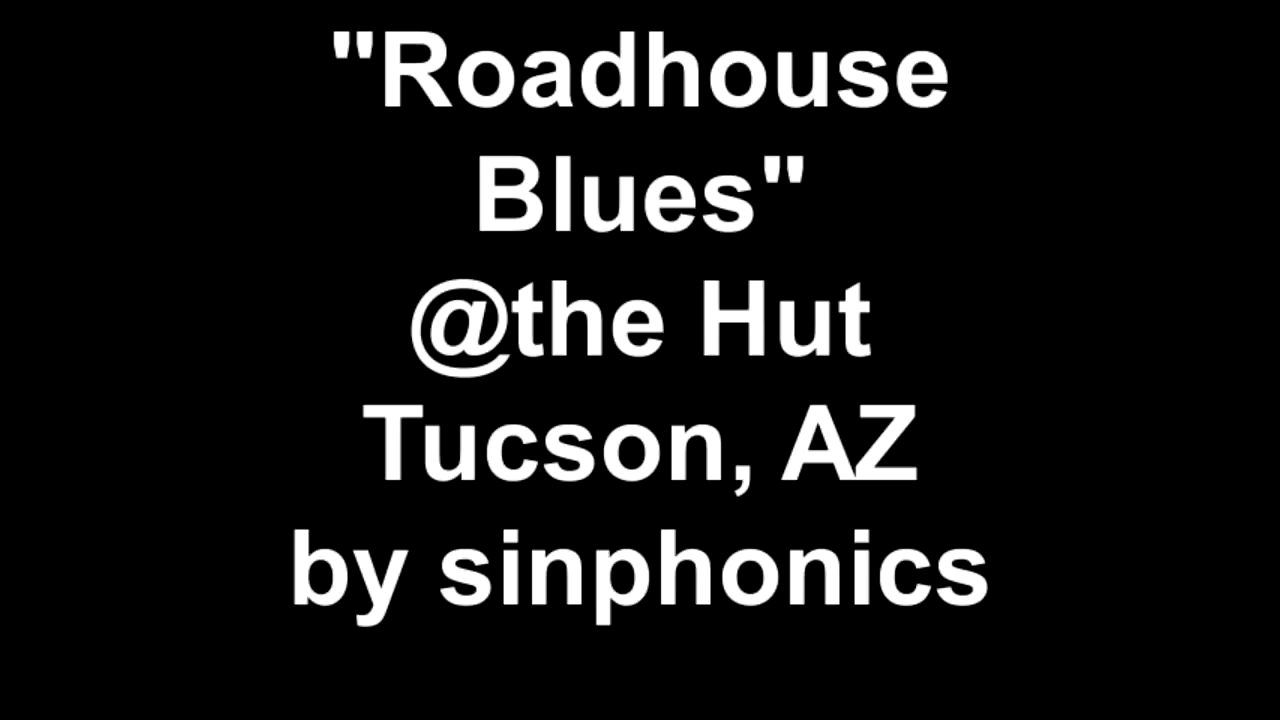 "Roadhouse
Blues"
@the Hut
Tucson, AZ
by sinphonics